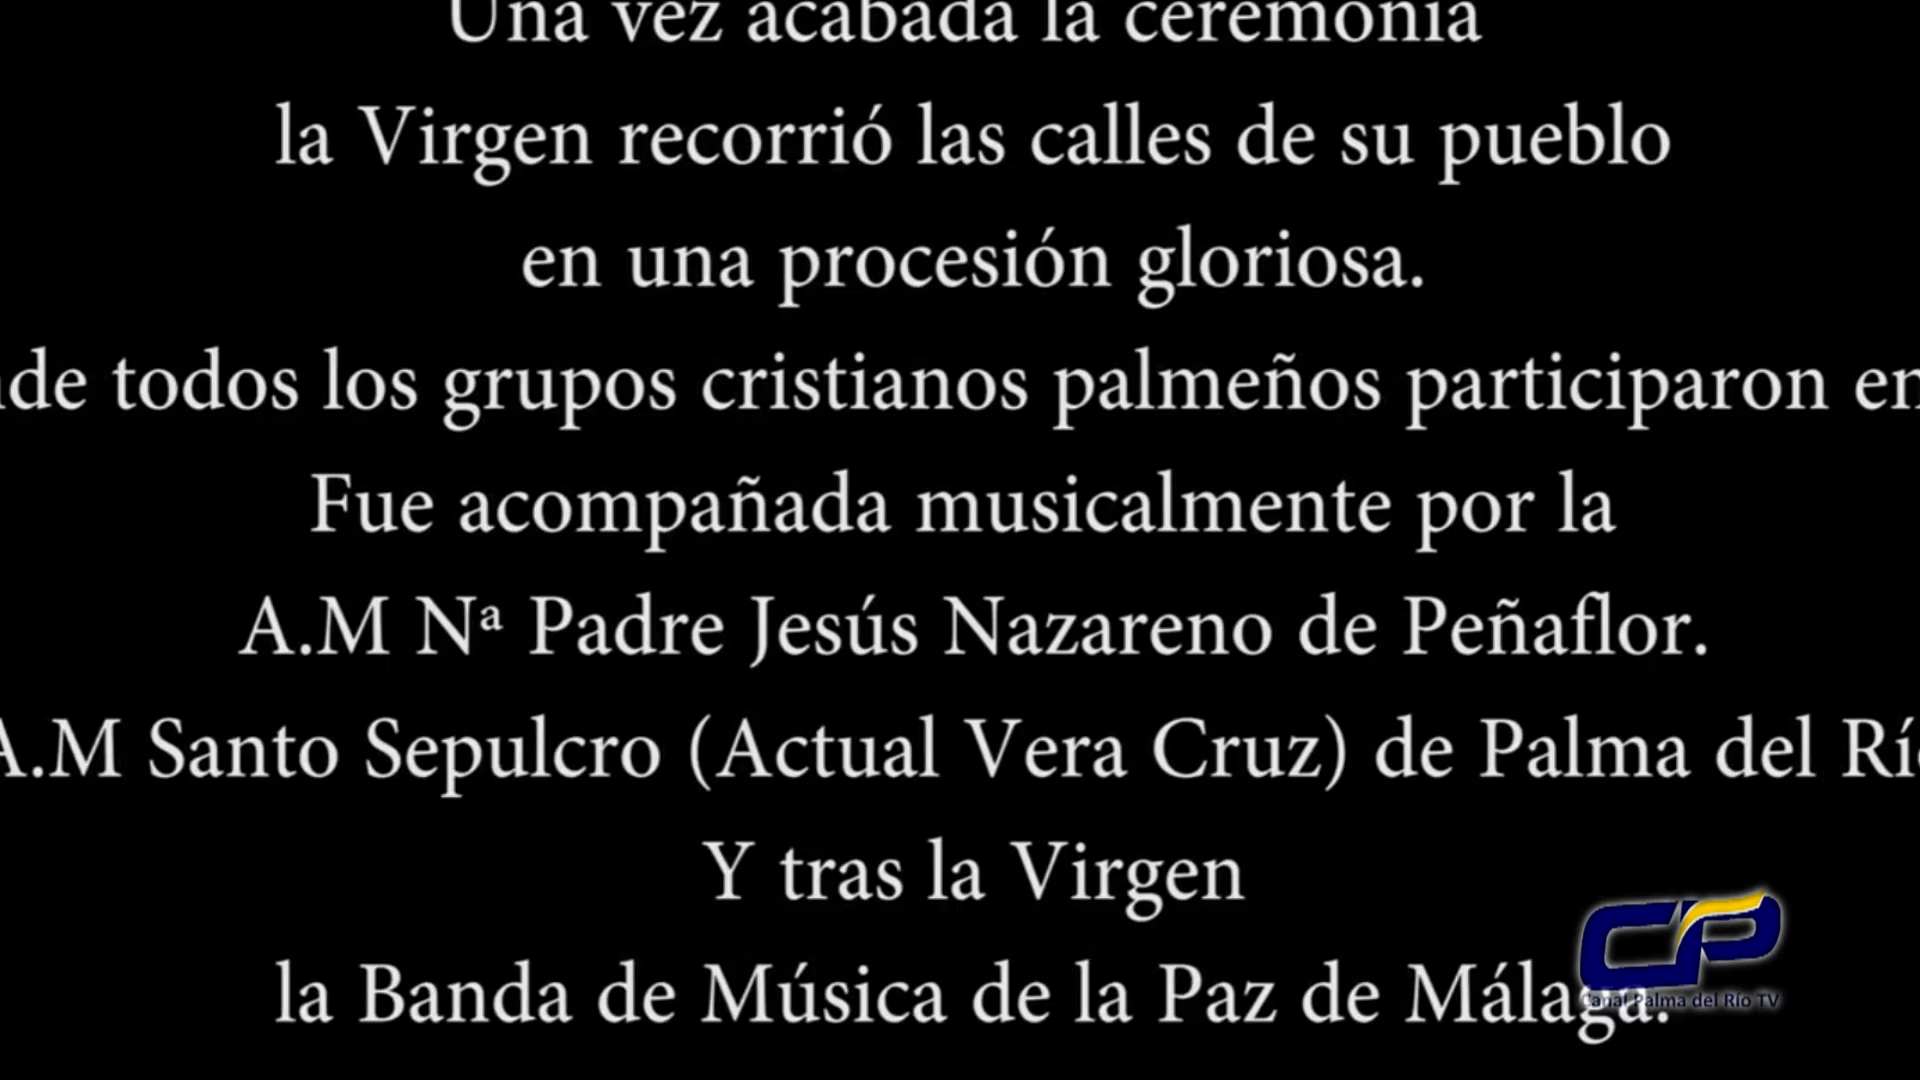 Una vez acabada la ceremonia
la Virgen recorrió las calles de su pueblo
en una procesión gloriosa.
todos los grupos cristianos palmeños participaron
Fue acompañada musicalmente por la
A.M Nª Padre Jesús Nazareno de Peñaflor.
A.M Santo Sepulcro (Actual Vera Cruz) de Palma del
Y tras la Virgen
la Banda de Música de la Paz de Málaga.
CP
Canal Palma del Río TV